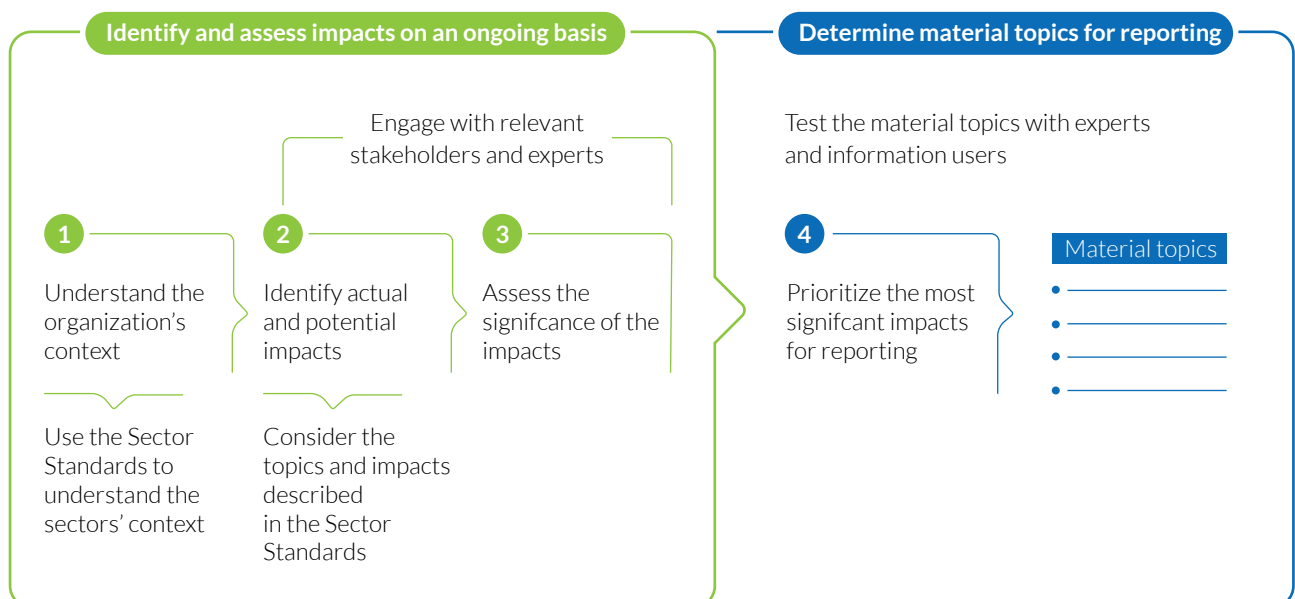 Identify and assess impacts on an ongoing basis
Engage with relevant
stakeholders and experts
1
Understand the
organization’s
context
Use the Sector
Standards to
understand the
sectors’ context
2
Identify actual
and potential
impacts
Consider the
topics and impacts
described
in the Sector
Standards
3
Assess the
signifcance of the
impacts
Determine material topics for reporting
Test the material topics with experts
and information users
4
Prioritize the most
signifcant impacts
for reporting
Material topics